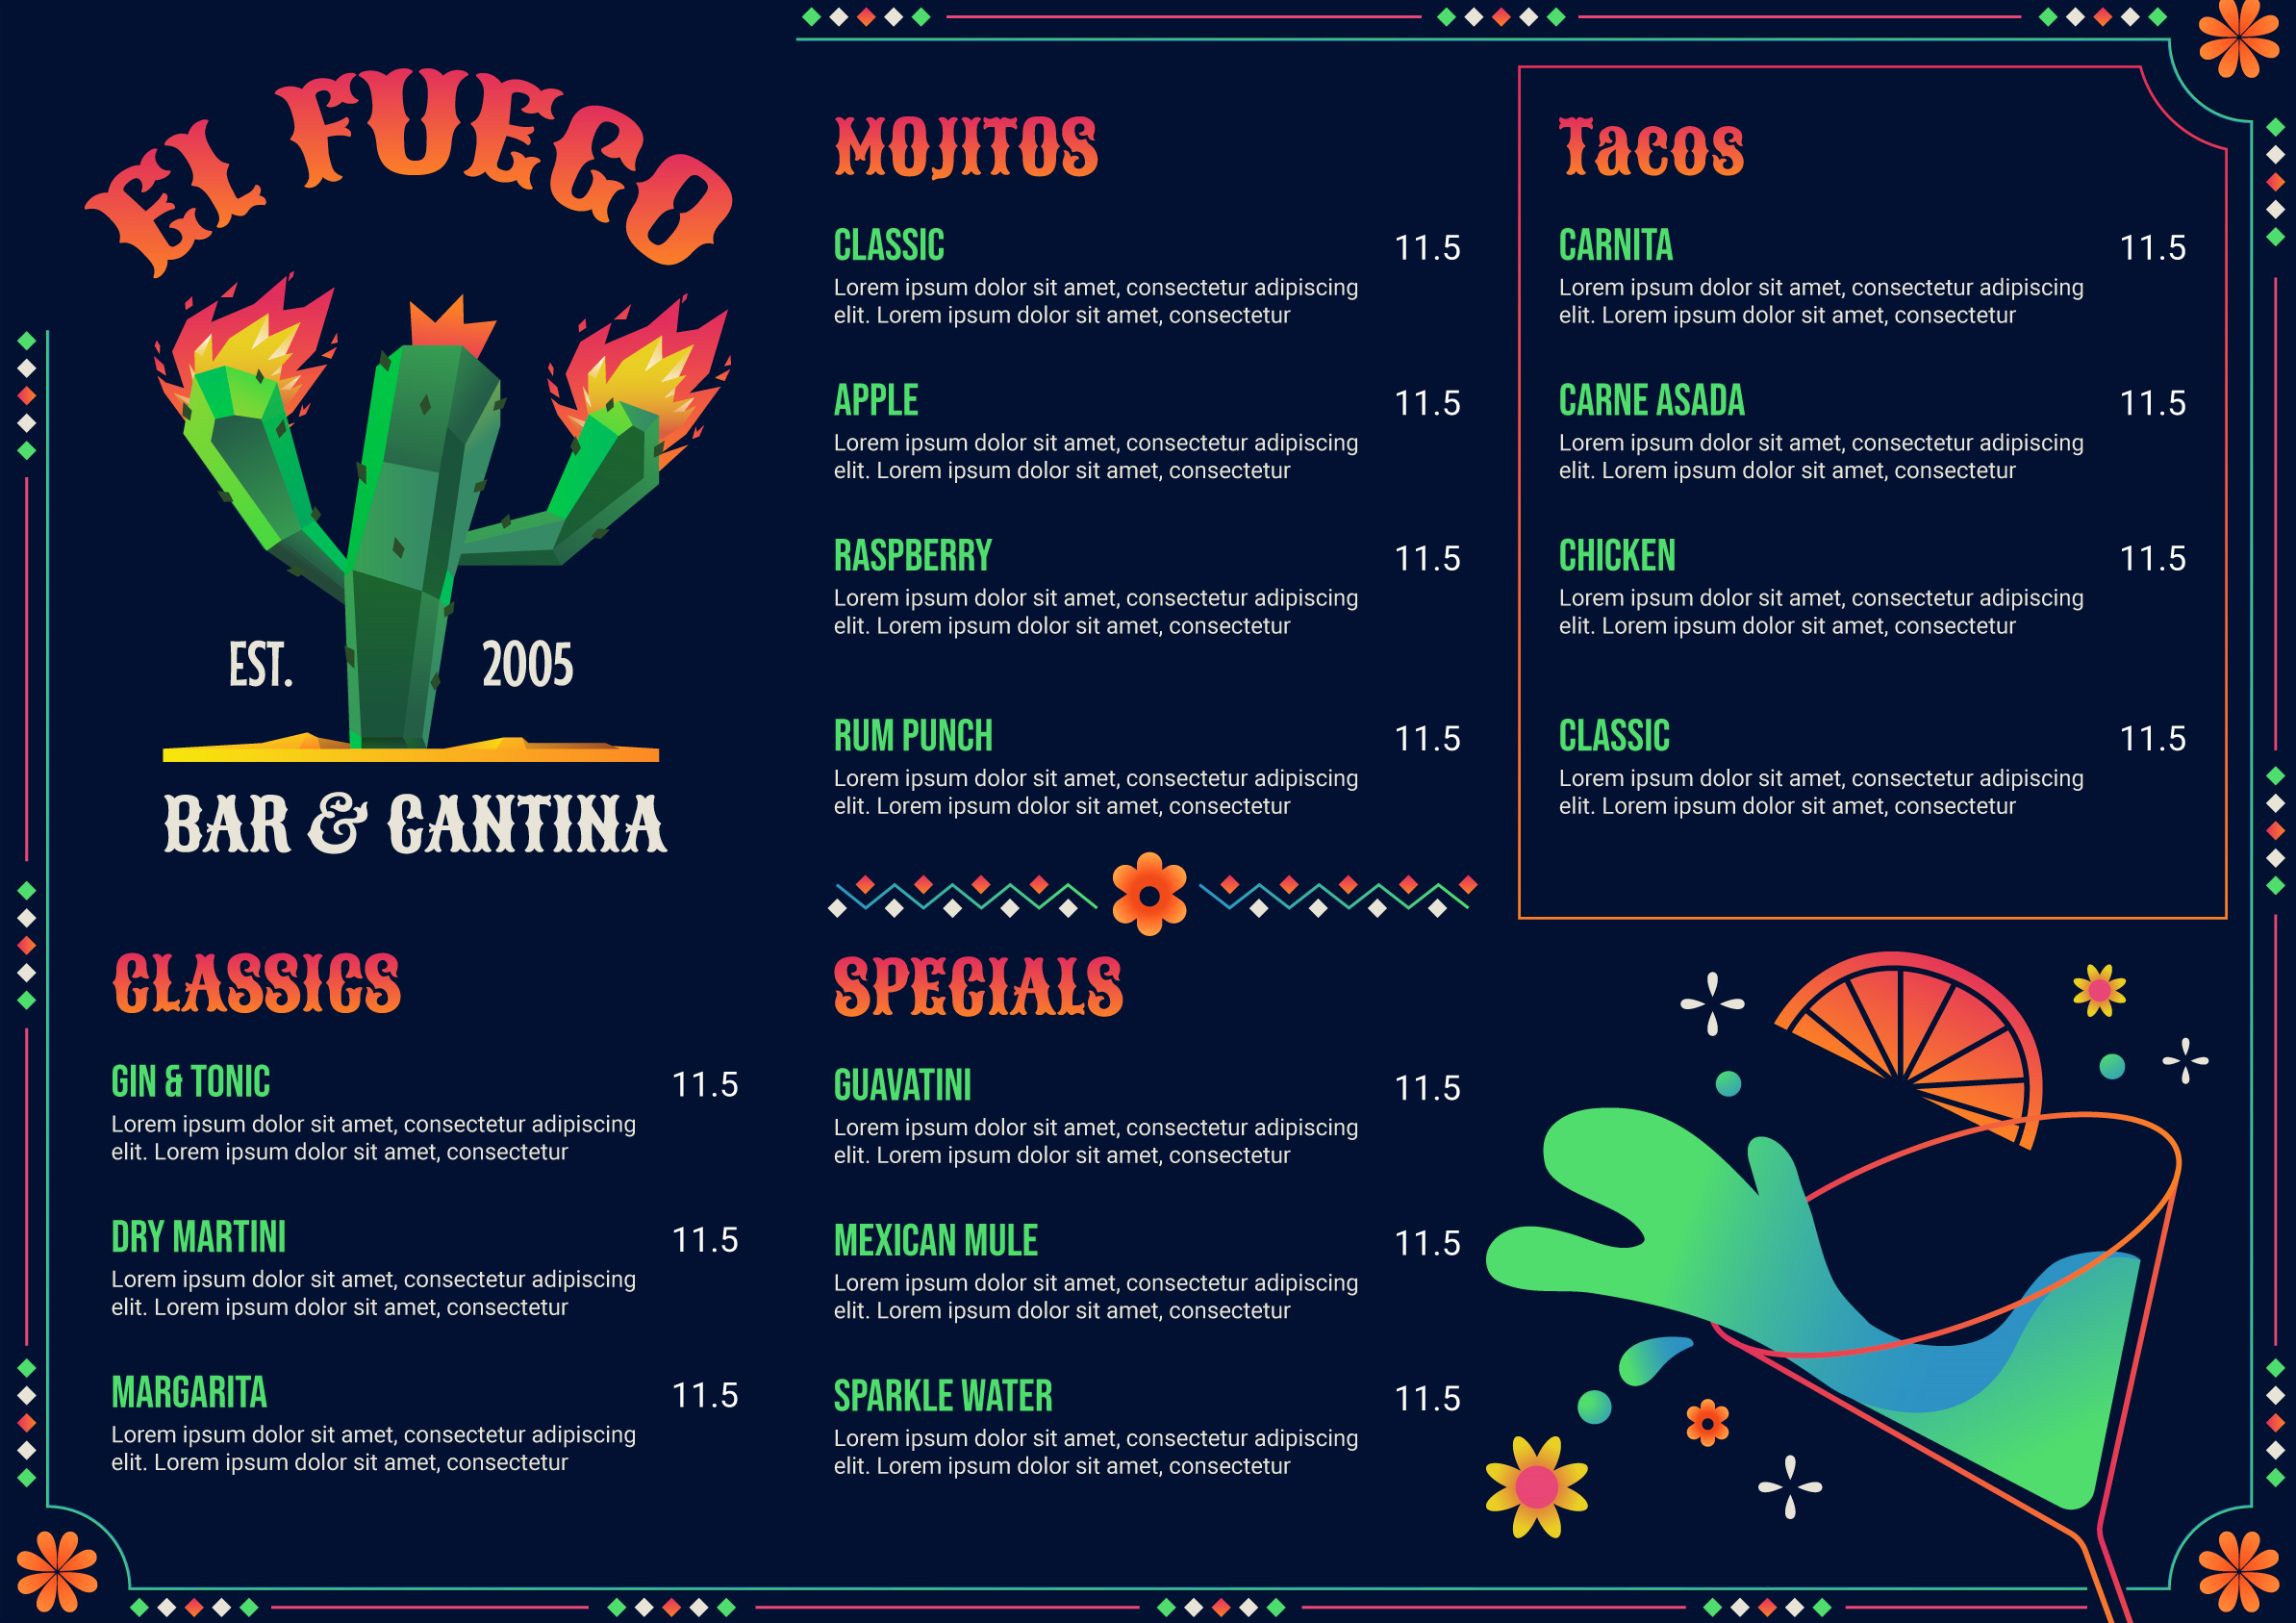 EL FUEGO
EST. 2005
BAR & CANTINA
CLASSICS
GIN & TONIC 11.5
Lorem ipsum dolor sit amet, consectetur adipiscing
elit. Lorem ipsum dolor sit amet, consectetur
DRY MARTINI 11.5
Lorem ipsum dolor sit amet, consectetur adipiscing
elit. Lorem ipsum dolor sit amet, consectetur
MARGARITA 11.5
Lorem ipsum dolor sit amet, consectetur adipiscing
elit. Lorem ipsum dolor sit amet, consectetur
MOJITOS
CLASSIC 11.5
Lorem ipsum dolor sit amet, consectetur adipiscing
elit. Lorem ipsum dolor sit amet, consectetur
APPLE 11.5
Lorem ipsum dolor sit amet, consectetur adipiscing
elit. Lorem ipsum dolor sit amet, consectetur
RASPBERRY 11.5
Lorem ipsum dolor sit amet, consectetur adipiscing
elit. Lorem ipsum dolor sit amet, consectetur
RUM PUNCH 11.5
Lorem ipsum dolor sit amet, consectetur adipiscing
elit. Lorem ipsum dolor sit amet, consectetur
SPECIALS
GUAVATINI 11.5
Lorem ipsum dolor sit amet, consectetur adipiscing
elit. Lorem ipsum dolor sit amet, consectetur
MEXICAN MULE 11.5
Lorem ipsum dolor sit amet, consectetur adipiscing
elit. Lorem ipsum dolor sit amet, consectetur
SPARKLE WATER 11.5
Lorem ipsum dolor sit amet, consectetur adipiscing
elit. Lorem ipsum dolor sit amet, consectetur
Tacos
CARNITA 11.5
Lorem ipsum dolor sit amet, consectetur adipiscing
elit. Lorem ipsum dolor sit amet, consectetur
CARNE ASADA 11.5
Lorem ipsum dolor sit amet, consectetur adipiscing
elit. Lorem ipsum dolor sit amet, consectetur
CHICKEN 11.5
Lorem ipsum dolor sit amet, consectetur adipiscing
elit. Lorem ipsum dolor sit amet, consectetur
CLASSIC 11.5
Lorem ipsum dolor sit amet, consectetur adipiscing
elit. Lorem ipsum dolor sit amet, consectetur